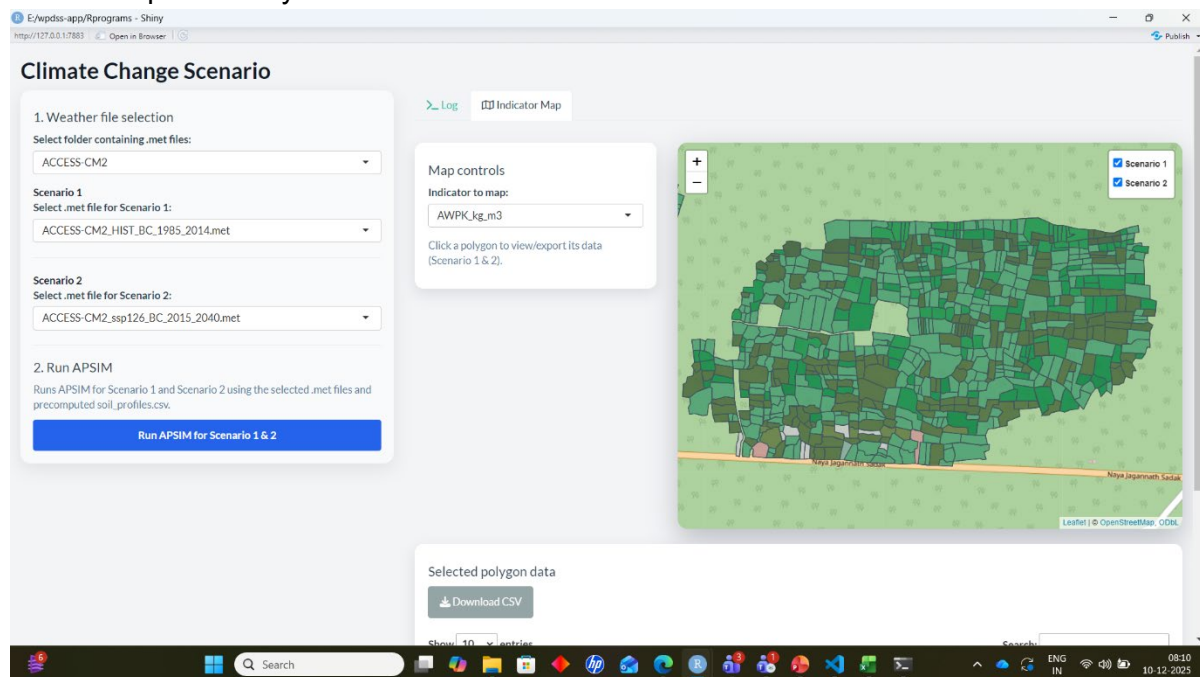 E:/wpdss-app/Rprograms - Shiny
http://127.0.0.1:7883 Open in Browser
Publish
Climate Change Scenario
1. Weather file selection
Select folder containing .met files:
ACCESS-CM2
Scenario 1
Select .met file for Scenario 1:
ACCESS-CM2_HIST_BC_1985_2014.met
Scenario 2
Select .met file for Scenario 2:
ACCESS-CM2_ssp126_BC_2015_2040.met
2. Run APSIM
Runs APSIM for Scenario 1 and Scenario 2 using the selected .met files and
precomputed soil_profiles.csv.
Run APSIM for Scenario 1 & 2
Log Indicator Map
Map controls
Indicator to map:
AWPK_kg_m3
Click a polygon to view/export its data
(Scenario 1 & 2).
+
−
Scenario 1
Scenario 2
Naya Jagannath Sadak
Naya Jagannath Sadak
Leaflet | © OpenStreetMap, ODbL
Selected polygon data
Download CSV
Show 10 entries
Search:
6
Search
3
1
ENG
IN
08:10
10-12-2025